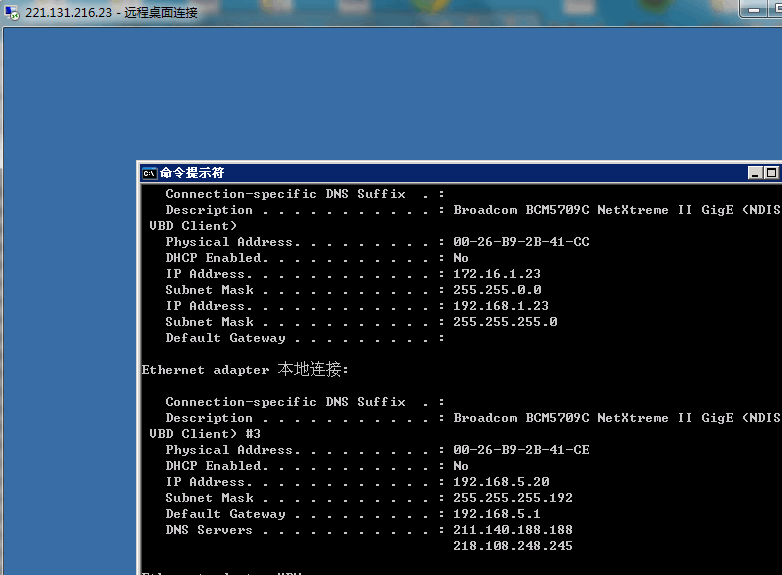 221.131.216.23 - 远程桌面连接
命令提示符
Connection-specific DNS Suffix  . :
Description . . . . . . . . . . . : Broadcom BCM5709C NetXtreme II GigE (NDIS
VBD Client)
Physical Address. . . . . . . . . : 00-26-B9-2B-41-CC
DHCP Enabled. . . . . . . . . . . : No
IP Address. . . . . . . . . . . . : 172.16.1.23
Subnet Mask . . . . . . . . . . . : 255.255.0.0
IP Address. . . . . . . . . . . . : 192.168.1.23
Subnet Mask . . . . . . . . . . . : 255.255.255.0
Default Gateway . . . . . . . . . :
Ethernet adapter 本地连接:
Connection-specific DNS Suffix  . :
Description . . . . . . . . . . . : Broadcom BCM5709C NetXtreme II GigE (NDIS
VBD Client) #3
Physical Address. . . . . . . . . : 00-26-B9-2B-41-CE
DHCP Enabled. . . . . . . . . . . : No
IP Address. . . . . . . . . . . . : 192.168.5.20
Subnet Mask . . . . . . . . . . . : 255.255.255.192
Default Gateway . . . . . . . . . : 192.168.5.1
DNS Servers . . . . . . . . . . . : 211.140.188.188
218.108.248.245